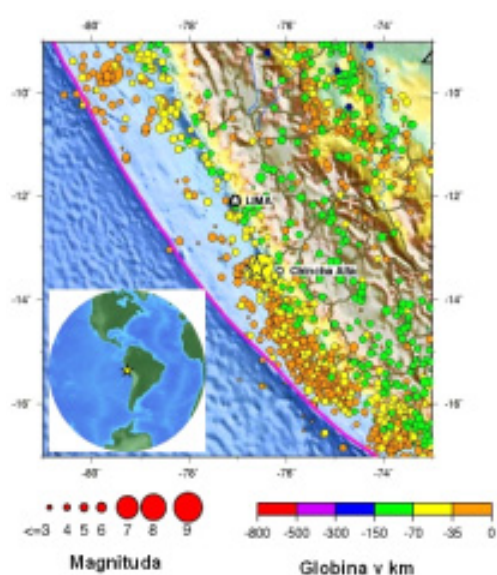 -80 -78 -76 -74
-10 -10
-12 LIMA -12
Chincha Alta
-14 -14
-16 -16
-80 -78 -76 -74
<=3 4 5 6 7 8 9
-800 -500 -300 -150 -70 -35 0
Magnituda
Globina v km